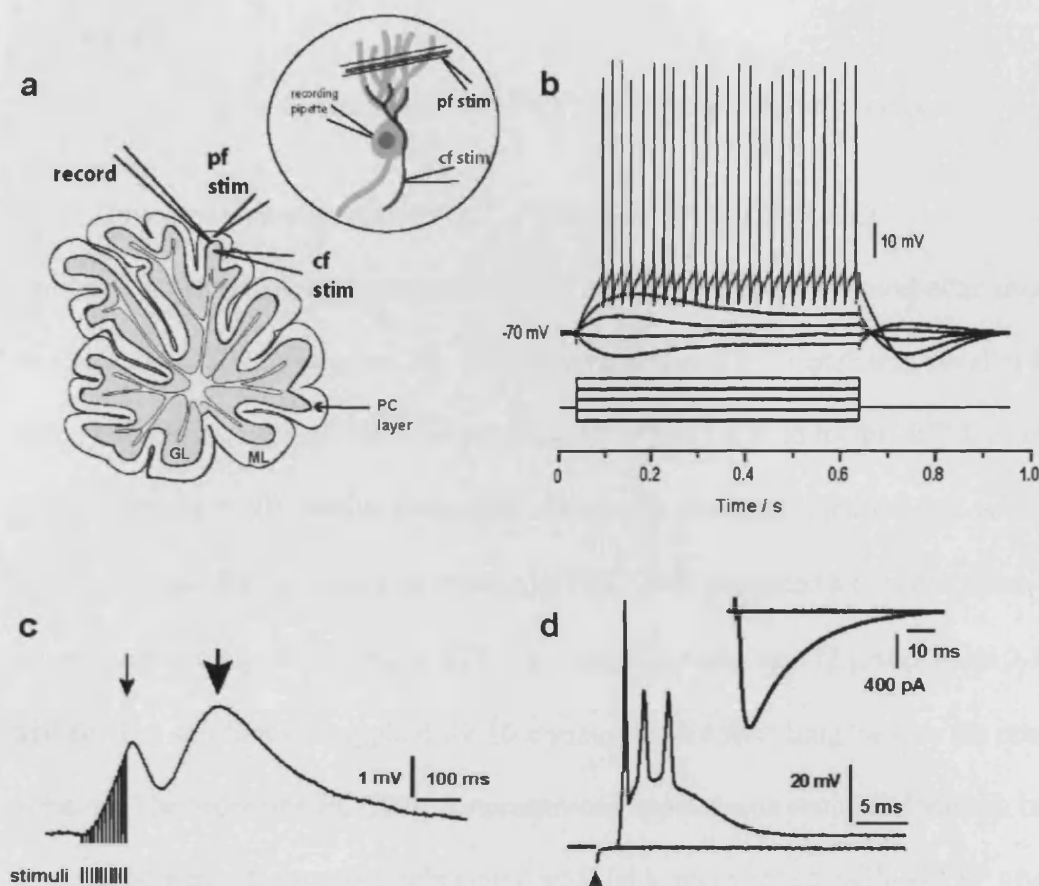 a
recording
pipette
pf stim
cf stim
record
pf
stim
cf
stim
PC
layer
GL
ML
b
10 mV
-70 mV
0
0.2
0.4
0.6
0.8
1.0
Time / s
c
1 mV
100 ms
stimuli
d
10 ms
400 pA
20 mV
5 ms